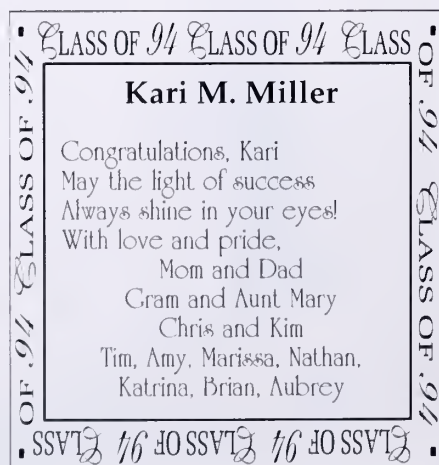 CLASS OF 94 CLASS OF 94 CLASS
OF 94 CLASS OF 94
CLASS OF 94 CLASS OF 94 CLASS
OF 94 CLASS OF 94
Kari M. Miller
Congratulations, Kari
May the light of success
Always shine in your eyes!
With love and pride,
Mom and Dad
Gram and Aunt Mary
Chris and Kim
Tim, Amy, Marissa, Nathan,
Katrina, Brian, Aubrey